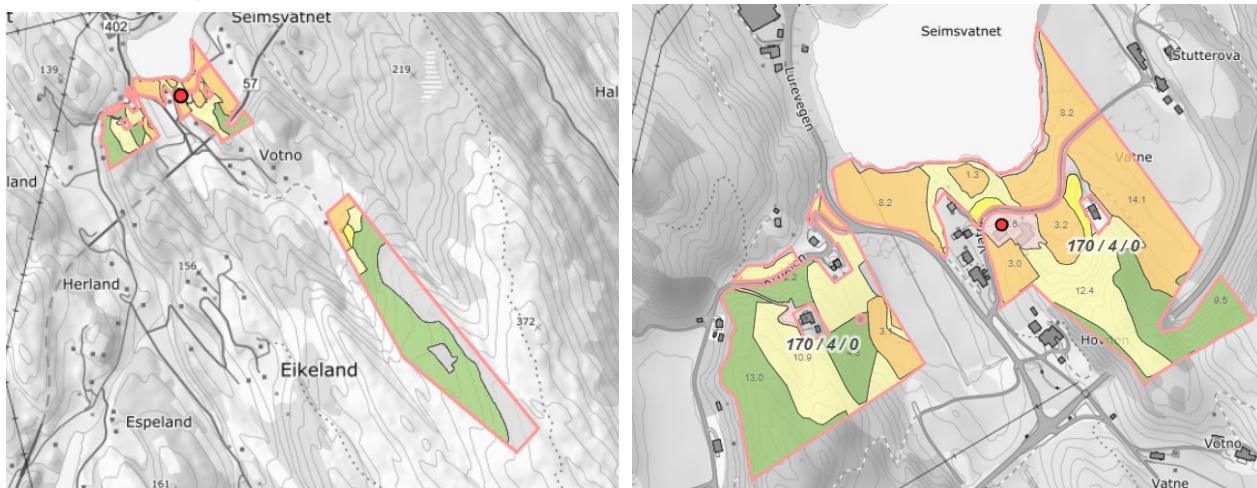 Seimsvatnet
402
139
57
219
Hal
land
Votno
Herland
156
372
Eikeland
Espeland
161
Seimsvatnet
Stutterova
Lurevegen
8.2
1.3
Vatne
8.2
14.1
3.2
170 / 4 / 0
3.0
2.2
12.4
9.5
3.1
170 / 4 / 0
10.9
13.0
Hovden
Votno
Vatne